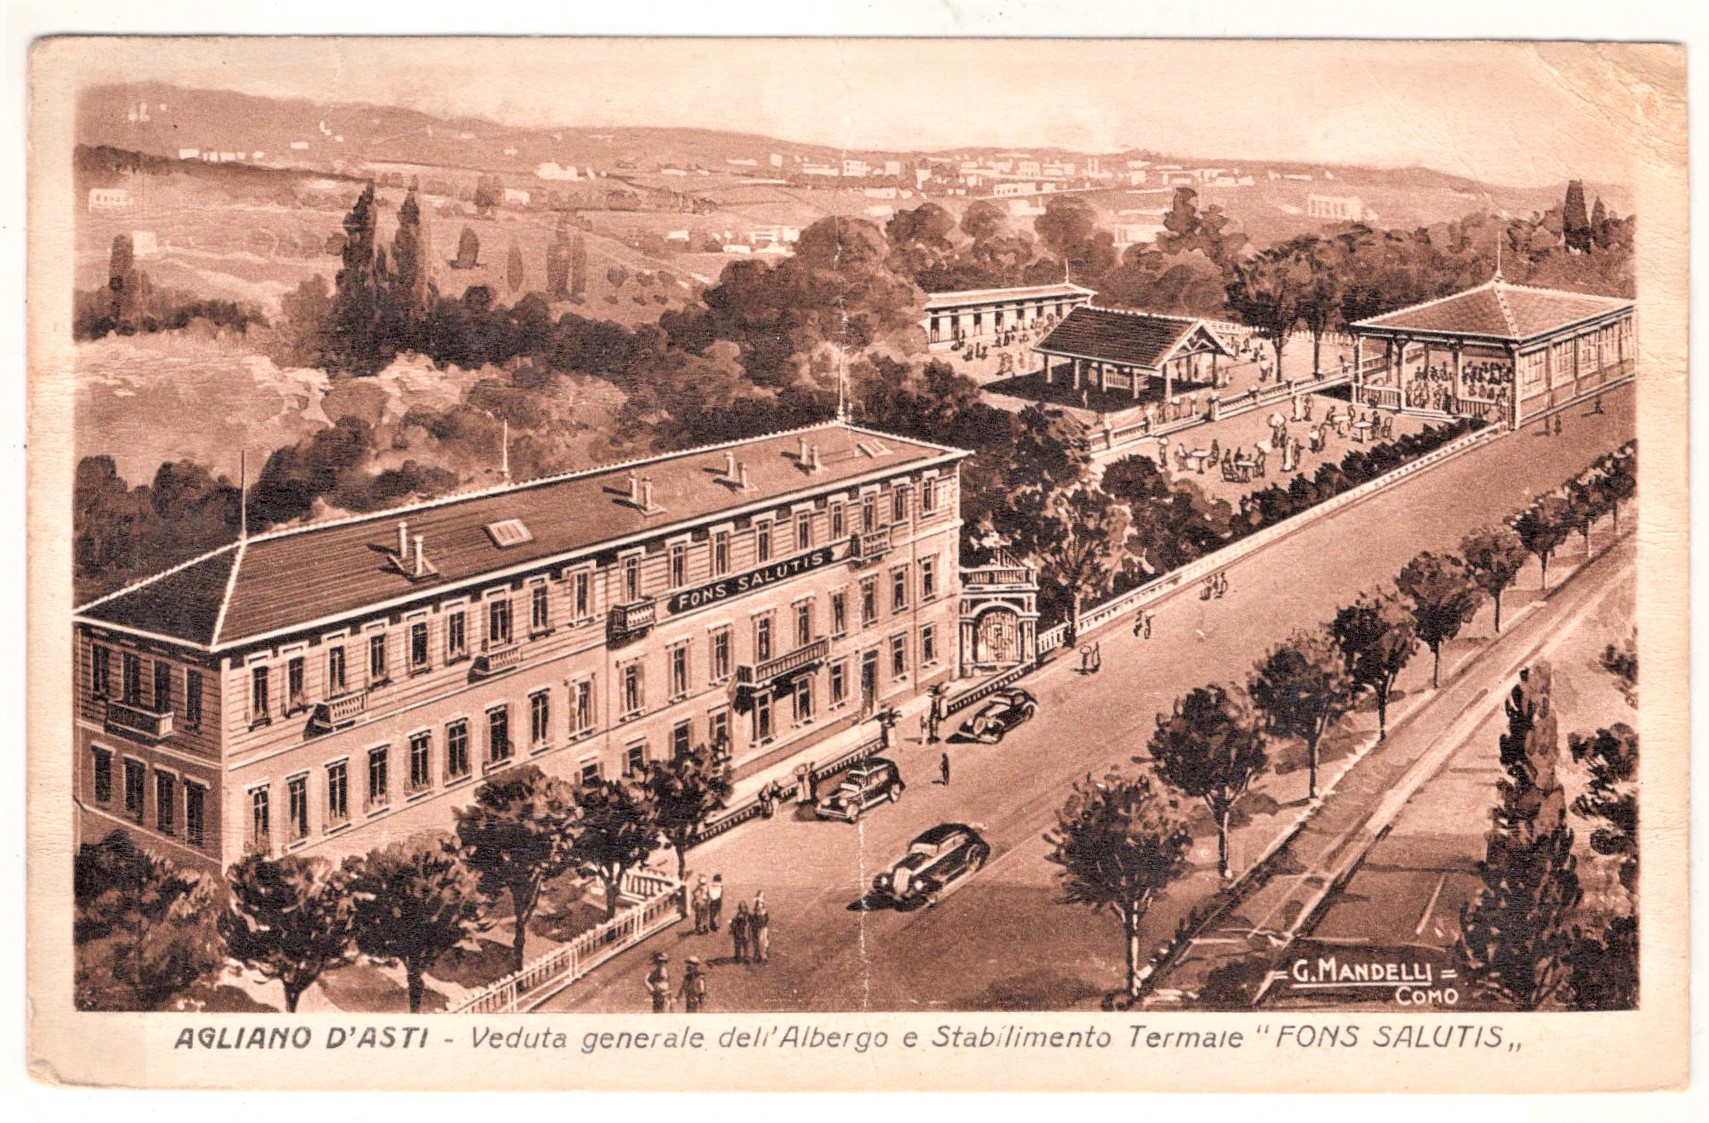 FONS SALUTIS
= G. MANDELLI =
COMO
AGLIANO D'ASTI - Veduta generale dell'Albergo e Stabilimento Termale "FONS SALUTIS„